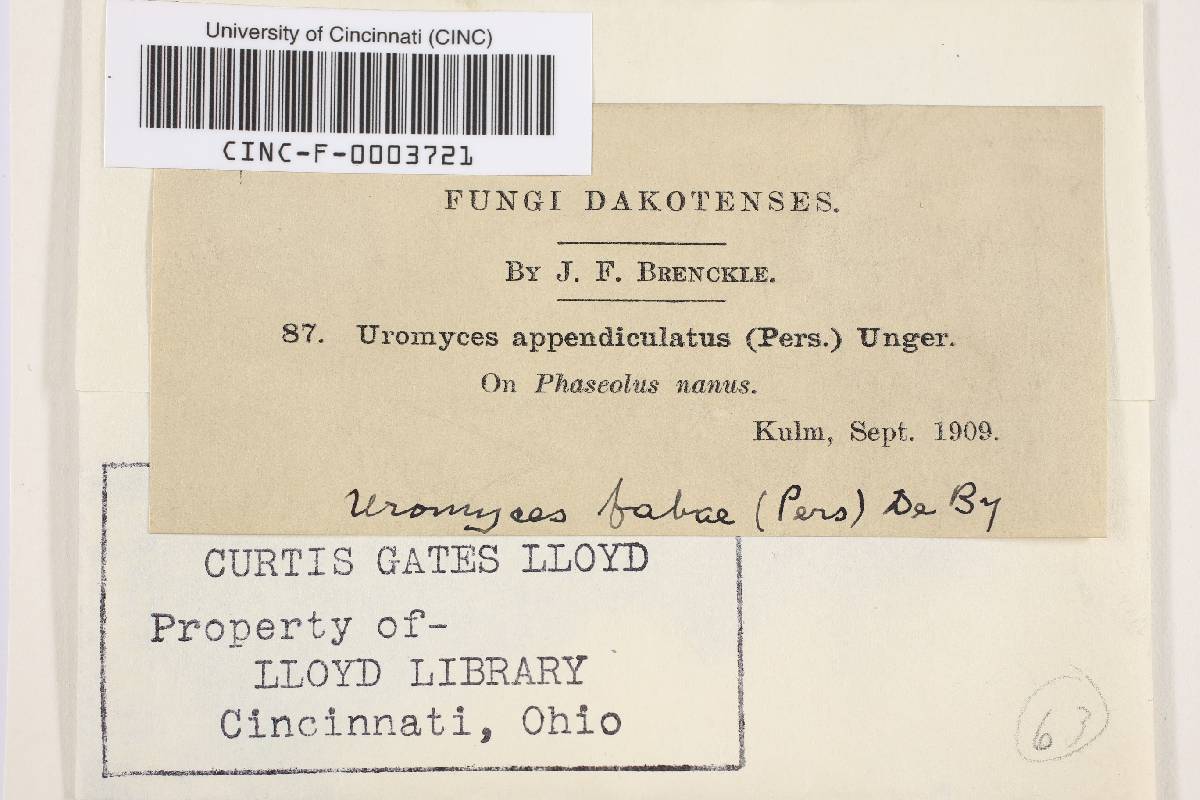 University of Cincinnati (CINC)
CINC-F-0003721
FUNGI DAKOTENSES.
By J. F. Brenckle.
87. Uromyces appendiculatus (Pers.) Unger.
On Phaseolus nanus.
Kulm, Sept. 1909.
Uromyces fabae (Pers) De By
CURTIS GATES LLOYD
Property of-
LLOYD LIBRARY
Cincinnati, Ohio
63